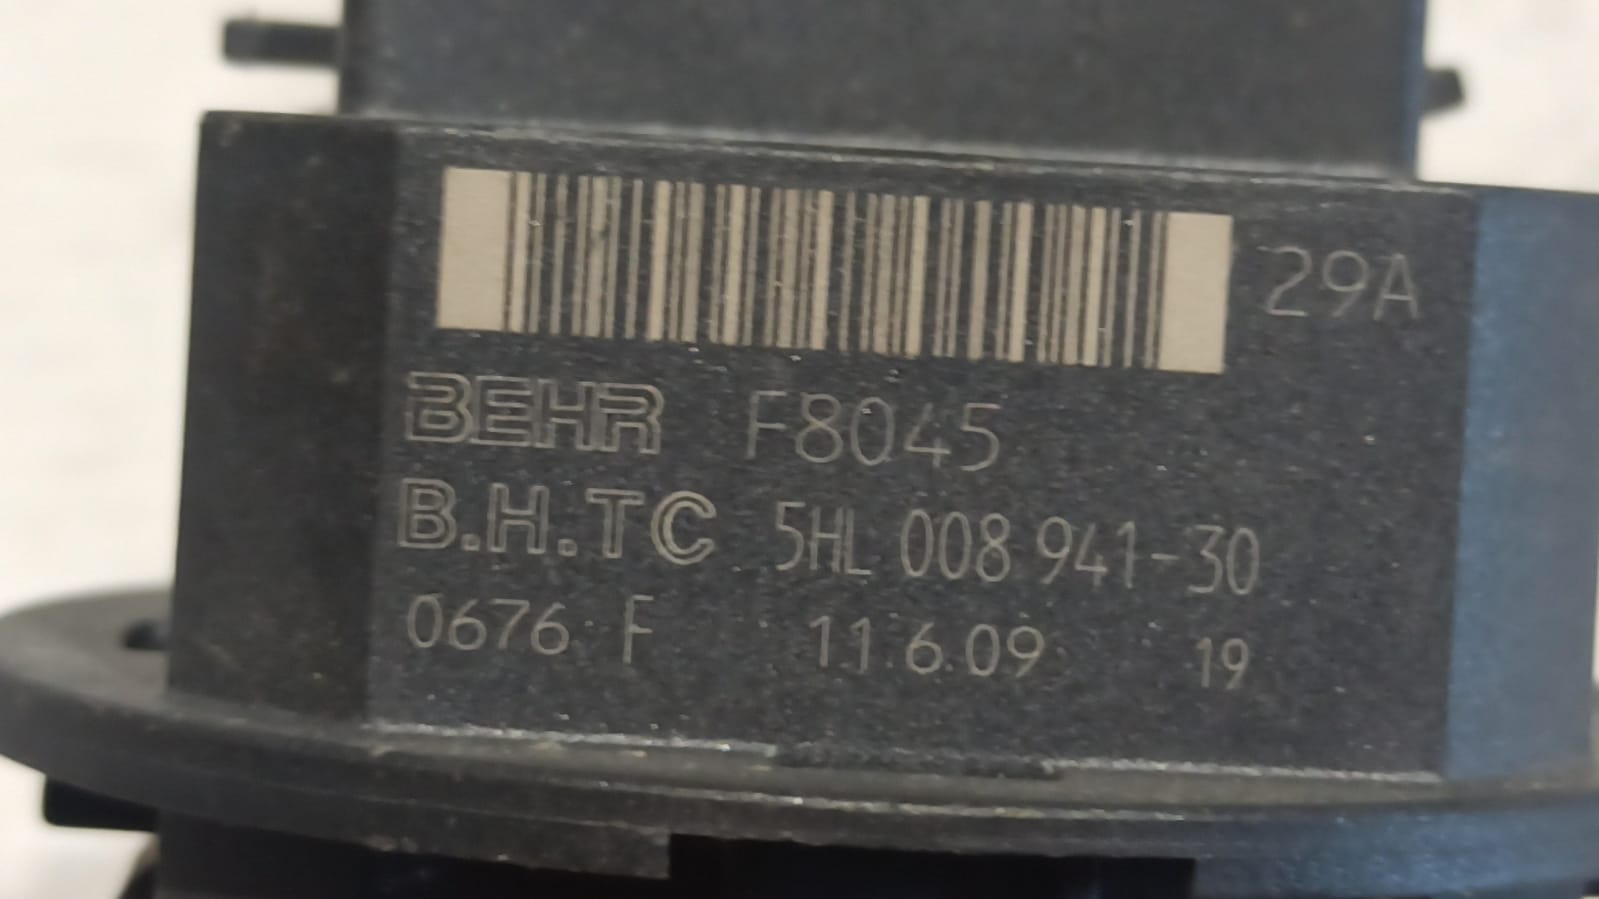 29A
BEHR F8045
B.H.TC 5HL 008 941-30
0676 F 11.6.09 19